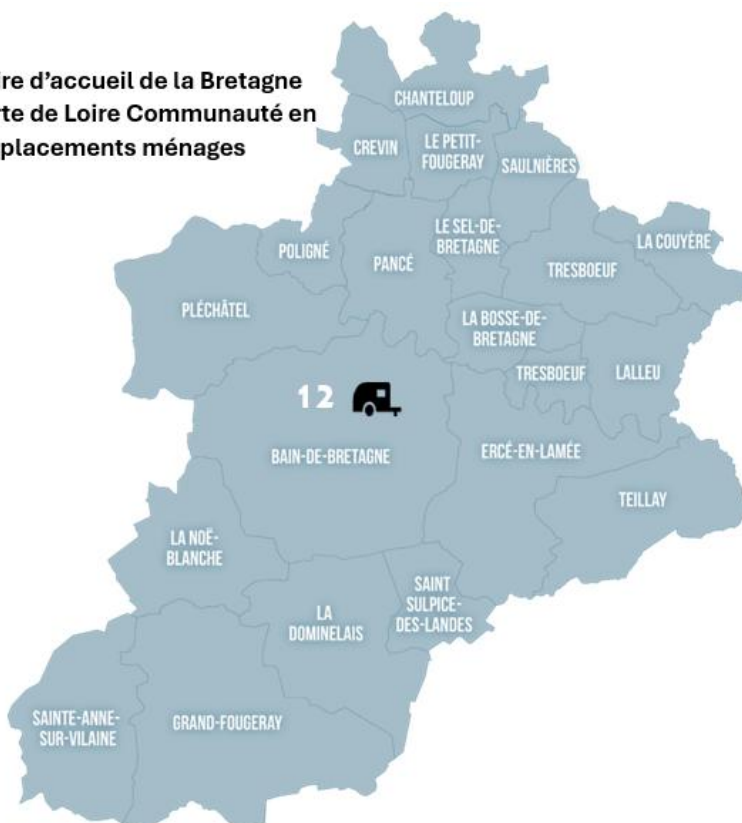 ire d’accueil de la Bretagne
rte de Loire Communauté en
placements ménages
CHANTELOUP
CREVIN
LE PETIT-
FOUGERAY
SAULNIÈRES
POLIGNÉ
PANCÉ
LE SEL-DE-
BRETAGNE
TRESBOEUF
LA COUYÈRE
PLÉCHÂTEL
LA BOSSE-DE-
BRETAGNE
TRESBOEUF
LALLEU
12
BAIN-DE-BRETAGNE
ERCÉ-EN-LAMÉE
TEILLAY
LA NOË-
BLANCHE
LA
DOMINELAIS
SAINT
SULPICE-
DES-LANDES
SAINTE-ANNE-
SUR-VILAINE
GRAND-FOUGERAY